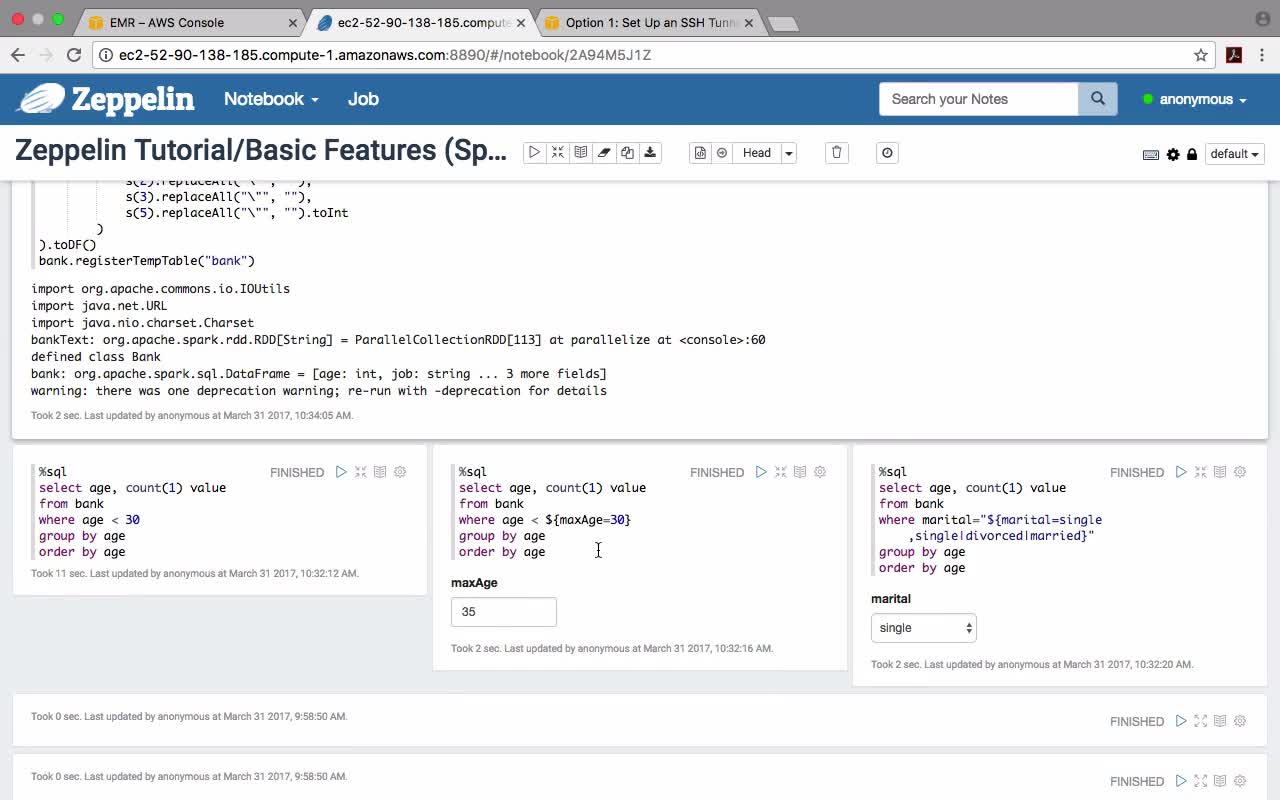 EMR – AWS Console
ec2-52-90-138-185.compute
Option 1: Set Up an SSH Tunn
ec2-52-90-138-185.compute-1.amazonaws.com:8890/#/notebook/2A94M5J1Z
Zeppelin
Notebook
Job
Search your Notes
anonymous
Zeppelin Tutorial/Basic Features (Sp...
Head
default
s(2).replaceAll("\"", ""),
s(3).replaceAll("\"", ""),
s(5).replaceAll("\"", "").toInt
)
).toDF()
bank.registerTempTable("bank")
import org.apache.commons.io.IOUtils
import java.net.URL
import java.nio.charset.Charset
bankText: org.apache.spark.rdd.RDD[String] = ParallelCollectionRDD[113] at parallelize at <console>:60
defined class Bank
bank: org.apache.spark.sql.DataFrame = [age: int, job: string ... 3 more fields]
warning: there was one deprecation warning; re-run with -deprecation for details
Took 2 sec. Last updated by anonymous at March 31 2017, 10:34:05 AM.
%sql
FINISHED
select age, count(1) value
from bank
where age < 30
group by age
order by age
Took 11 sec. Last updated by anonymous at March 31 2017, 10:32:12 AM.
%sql
FINISHED
select age, count(1) value
from bank
where age < ${maxAge=30}
group by age
order by age
maxAge
35
Took 2 sec. Last updated by anonymous at March 31 2017, 10:32:16 AM.
%sql
FINISHED
select age, count(1) value
from bank
where marital="${marital=single
,single|divorced|married}"
group by age
order by age
marital
single
Took 2 sec. Last updated by anonymous at March 31 2017, 10:32:20 AM.
Took 0 sec. Last updated by anonymous at March 31 2017, 9:58:50 AM.
FINISHED
Took 0 sec. Last updated by anonymous at March 31 2017, 9:58:50 AM.
FINISHED